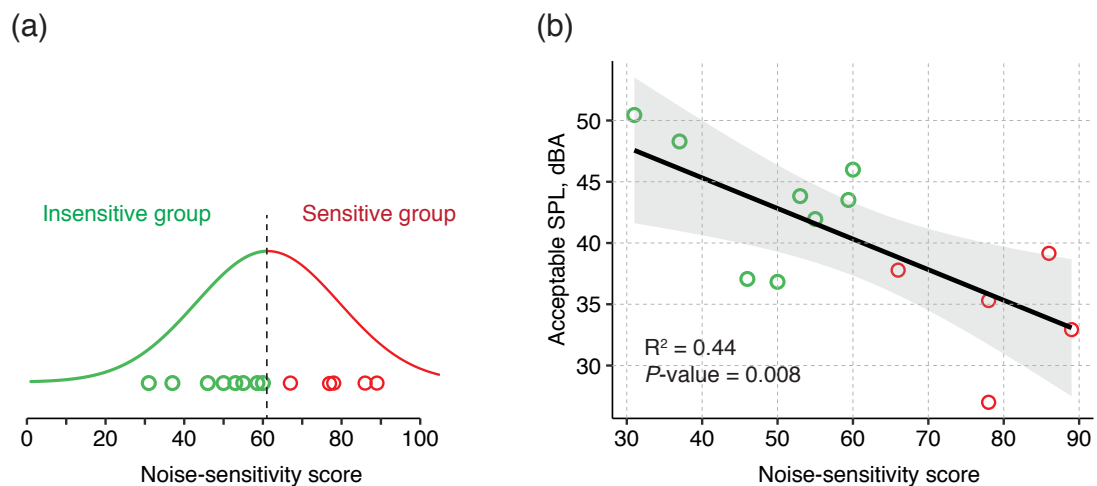 (a)
Insensitive group
Sensitive group
0 20 40 60 80 100
Noise-sensitivity score
(b)
Acceptable SPL, dBA
50
45
40
35
30
R² = 0.44
P-value = 0.008
30 40 50 60 70 80 90
Noise-sensitivity score